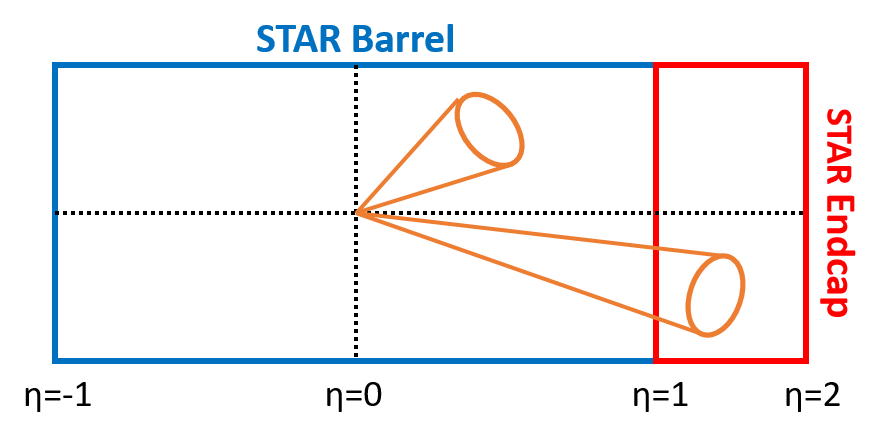 STAR Barrel
STAR Endcap
η=-1
η=0
η=1
η=2